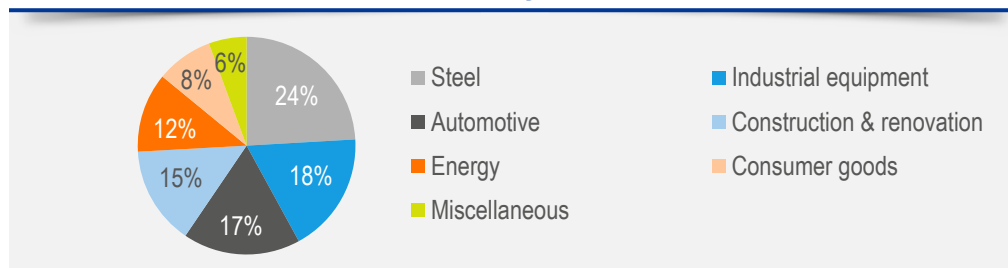 6%
8%
24%
12%
18%
15%
17%
Steel
Industrial equipment
Automotive
Construction & renovation
Energy
Consumer goods
Miscellaneous